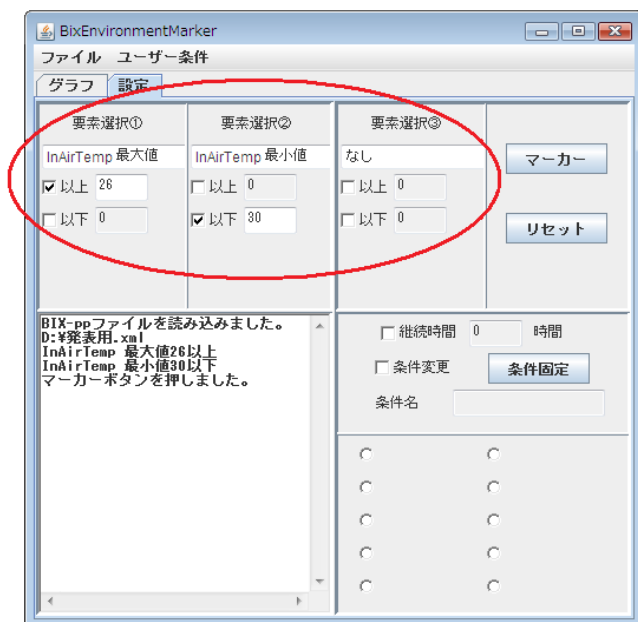 BixEnvironmentMarker
ファイル ユーザー条件
グラフ 設定
要素選択① 要素選択② 要素選択③
InAirTemp 最大値 InAirTemp 最小値 なし
以上 26 以上 0 以上 0
以下 0 以下 30 以下 0
マーカー
リセット
BIX-ppファイルを読み込みました。
D:¥発表用.xml
InAirTemp 最大値26以上
InAirTemp 最小値30以下
マーカーボタンを押しました。
継続時間 0 時間
条件変更 条件固定
条件名